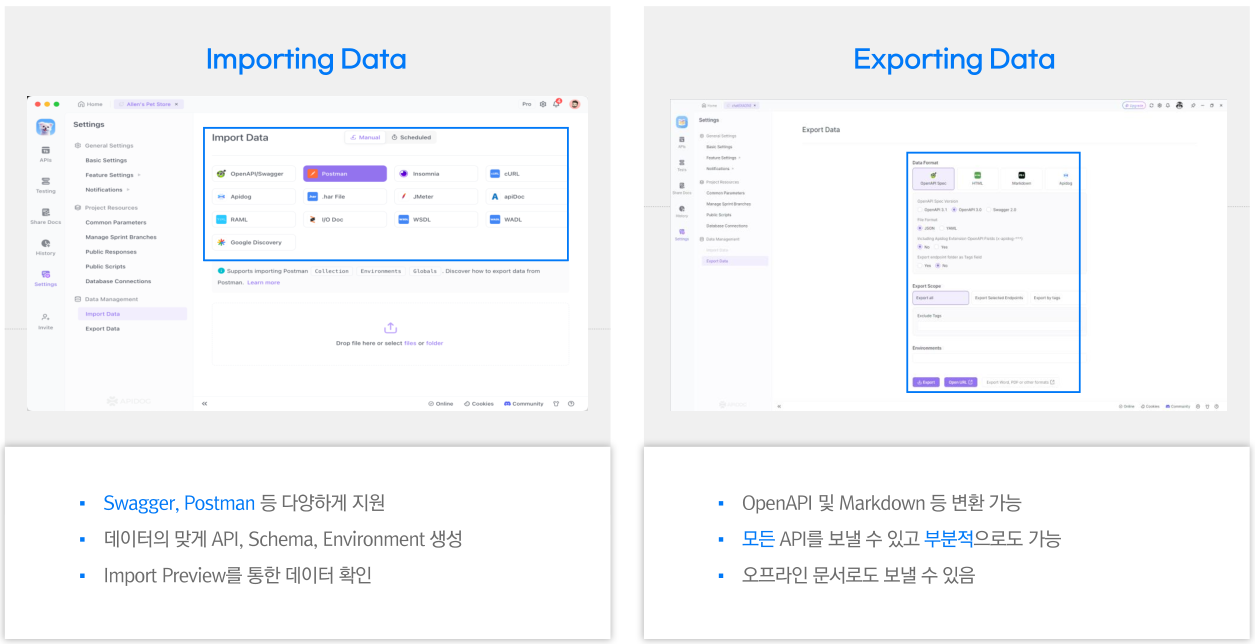 Importing Data
Home
Allen's Pet Store ×
Pro
Settings
General Settings
Basic Settings
Feature Settings
Notifications
Project Resources
Common Parameters
Manage Sprint Branches
Public Responses
Public Scripts
Database Connections
Data Management
Import Data
Export Data
APIs
Testing
Share Docs
History
Settings
Invite
APIDOG
Import Data
Manual
Scheduled
OpenAPI/Swagger
Postman
Insomnia
cURL
Apidog
.har File
JMeter
apiDoc
RAML
I/O Doc
WSDL
WADL
Google Discovery
Supports importing Postman Collection Environments Globals . Discover how to export data from
Postman. Learn more
Drop file here or select files or folder
Online
Cookies
Community
Swagger, Postman 등 다양하게 지원
데이터의 맞게 API, Schema, Environment 생성
Import Preview를 통한 데이터 확인
Exporting Data
Home
Upgrade
Settings
General Settings
Basic Settings
Feature Settings
Notifications
Project Resources
Common Parameters
Manage Sprint Branches
Public Scripts
Database Connections
Data Management
Import Data
Export Data
APIs
Tests
Share Docs
History
Settings
APIDOG
Export Data
Data Format
OpenAPI Spec
HTML
Markdown
Apidog
OpenAPI Spec Version
OpenAPI 3.1
OpenAPI 3.0
Swagger 2.0
File Format
JSON
YAML
Including Apidog Extension OpenAPI Fields
No
Yes
Export endpoint folder as Tags field
Yes
No
Export Scope
Export all
Export Selected Endpoints
Export by tags
Exclude Tags
Environments
Export
Open URL
Export Word, PDF or other formats
Online
Cookies
Community
OpenAPI 및 Markdown 등 변환 가능
모든 API를 보낼 수 있고 부분적으로도 가능
오프라인 문서로도 보낼 수 있음